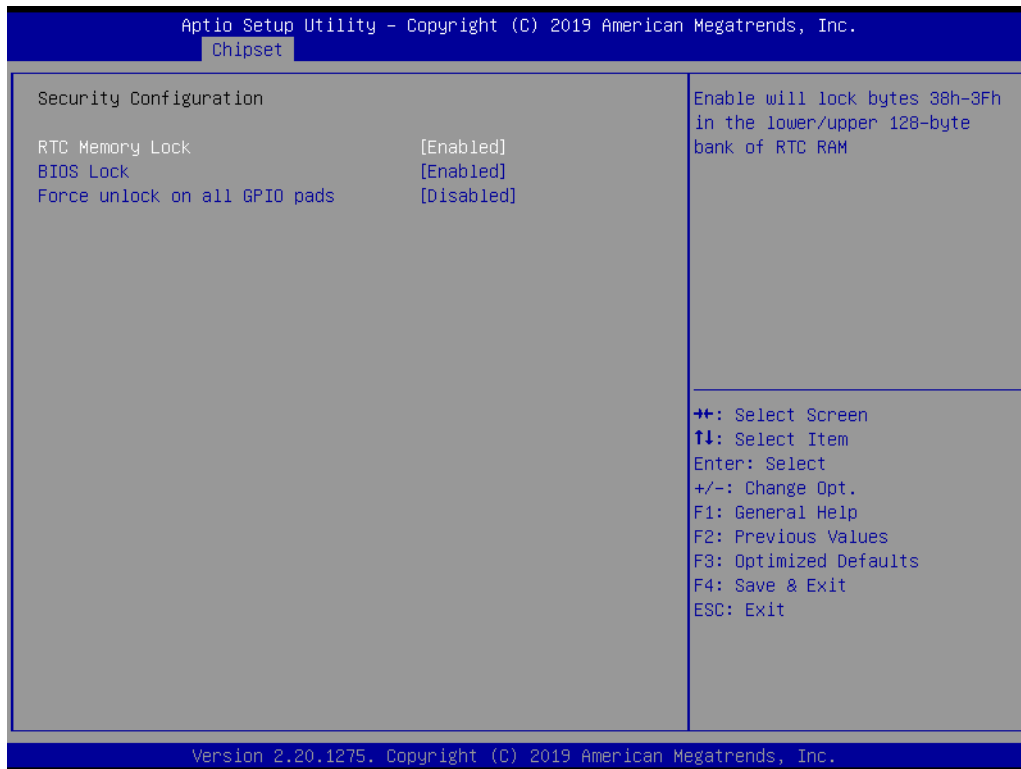 Aptio Setup Utility – Copyright (C) 2019 American Megatrends, Inc.
Chipset
Security Configuration
RTC Memory Lock [Enabled]
BIOS Lock [Enabled]
Force unlock on all GPIO pads [Disabled]
Enable will lock bytes 38h–3Fh
in the lower/upper 128–byte
bank of RTC RAM
→←: Select Screen
↑↓: Select Item
Enter: Select
+/–: Change Opt.
F1: General Help
F2: Previous Values
F3: Optimized Defaults
F4: Save & Exit
ESC: Exit
Version 2.20.1275. Copyright (C) 2019 American Megatrends, Inc.